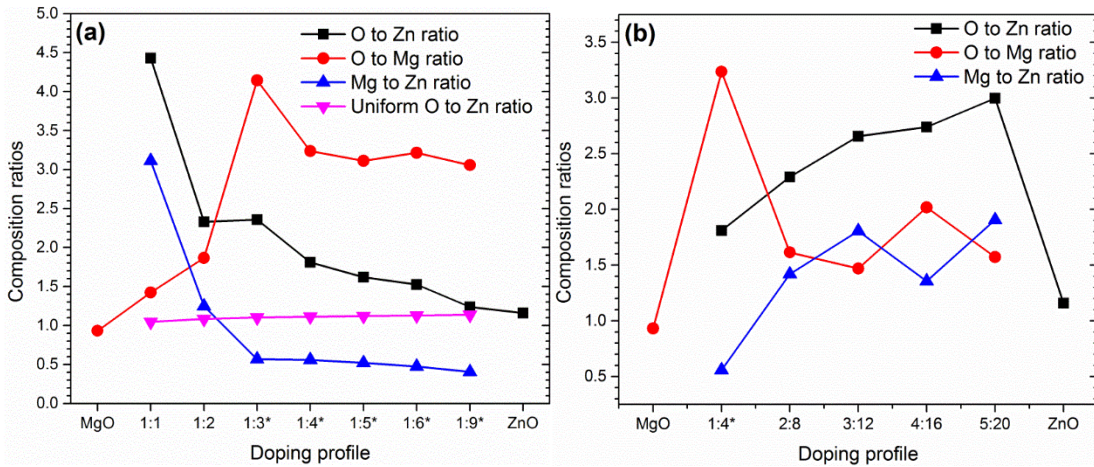 (a)
O to Zn ratio
O to Mg ratio
Mg to Zn ratio
Uniform O to Zn ratio
Composition ratios
5.0
4.5
4.0
3.5
3.0
2.5
2.0
1.5
1.0
0.5
0.0
MgO 1:1 1:2 1:3* 1:4* 1:5* 1:6* 1:9* ZnO
Doping profile
(b)
O to Zn ratio
O to Mg ratio
Mg to Zn ratio
Composition ratios
3.5
3.0
2.5
2.0
1.5
1.0
0.5
MgO 1:4* 2:8 3:12 4:16 5:20 ZnO
Doping profile